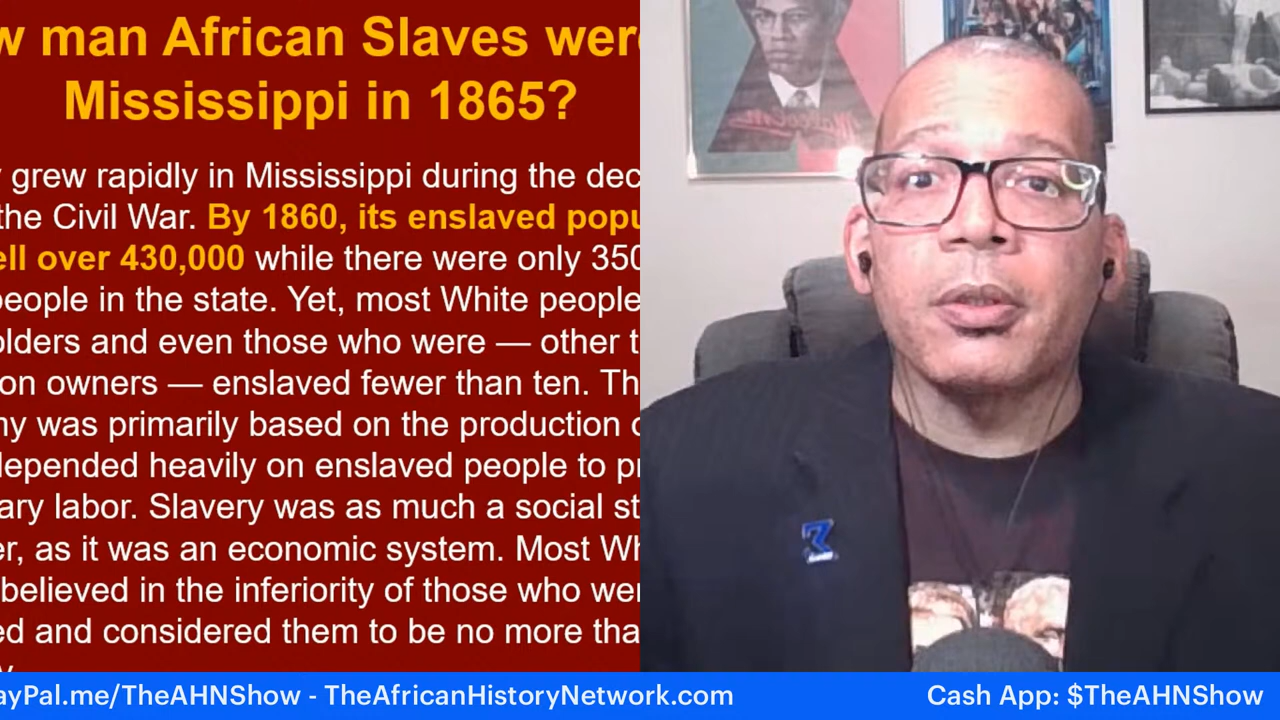 w man African Slaves were
Mississippi in 1865?
grew rapidly in Mississippi during the dec
the Civil War. By 1860, its enslaved popu
ell over 430,000 while there were only 350
people in the state. Yet, most White people
olders and even those who were — other t
on owners — enslaved fewer than ten. Th
ny was primarily based on the production
depended heavily on enslaved people to pr
ary labor. Slavery was as much a social st
er, as it was an economic system. Most Wh
believed in the inferiority of those who wer
ed and considered them to be no more tha
ayPal.me/TheAHNShow - TheAfricanHistoryNetwork.com
Cash App: $TheAHNShow